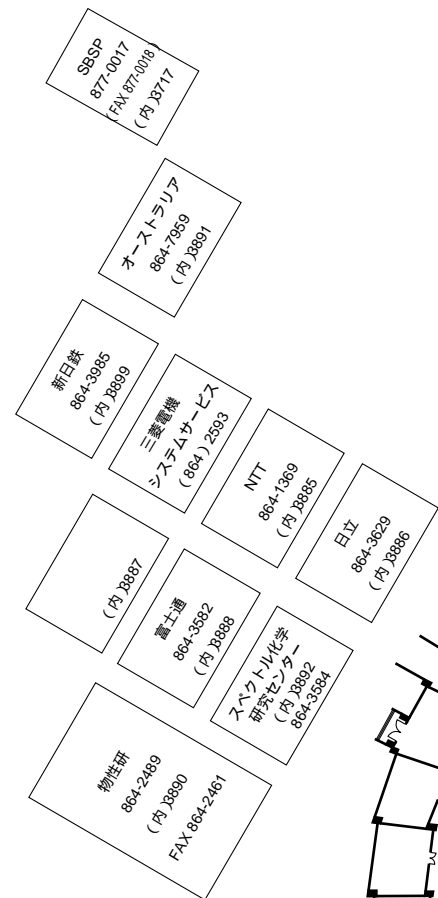 SBSP
877-0017
(FAX 877-0018)
(内)3717
オーストラリア
864-7959
(内)3891
新日鉄
864-3985
(内)3899
三菱電機
システムサービス
(864) 2593
NTT
864-1369
(内)3885
日立
864-3629
(内)3886
(内)3887
富士通
864-3582
(内)3888
スペクトル化学
研究センター
(内)3892
864-3584
物性研
864-2489
(内)3890
FAX 864-2461